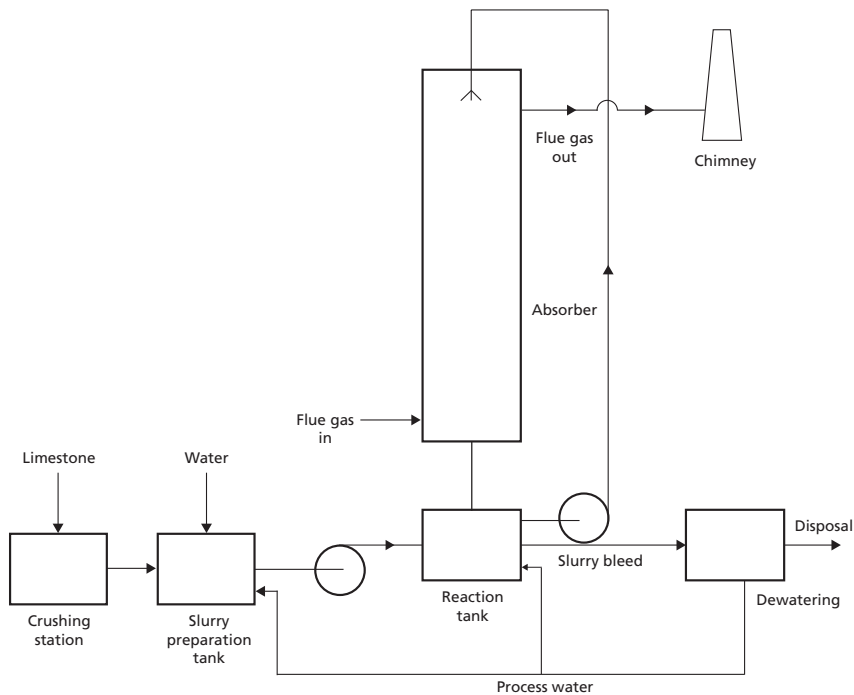 Flue gas
out
Chimney
Absorber
Flue gas
in
Limestone
Water
Disposal
Slurry bleed
Crushing
station
Slurry
preparation
tank
Reaction
tank
Dewatering
Process water